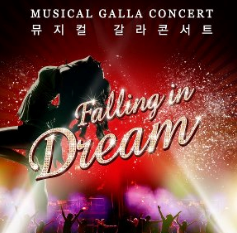 MUSICAL GALLA CONCERT
뮤지컬 갈라콘서트
Falling in
Dream